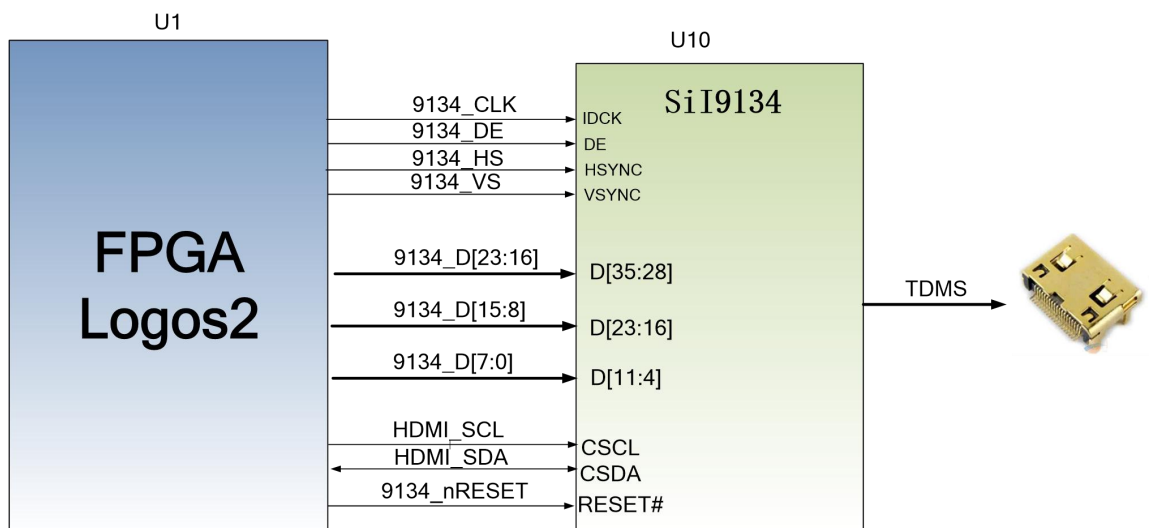 U1
U10
SiI9134
FPGA
Logos2
9134_CLK
IDCK
9134_DE
DE
9134_HS
HSYNC
9134_VS
VSYNC
9134_D[23:16]
D[35:28]
9134_D[15:8]
D[23:16]
9134_D[7:0]
D[11:4]
HDMI_SCL
CSCL
HDMI_SDA
CSDA
9134_nRESET
RESET#
TDMS